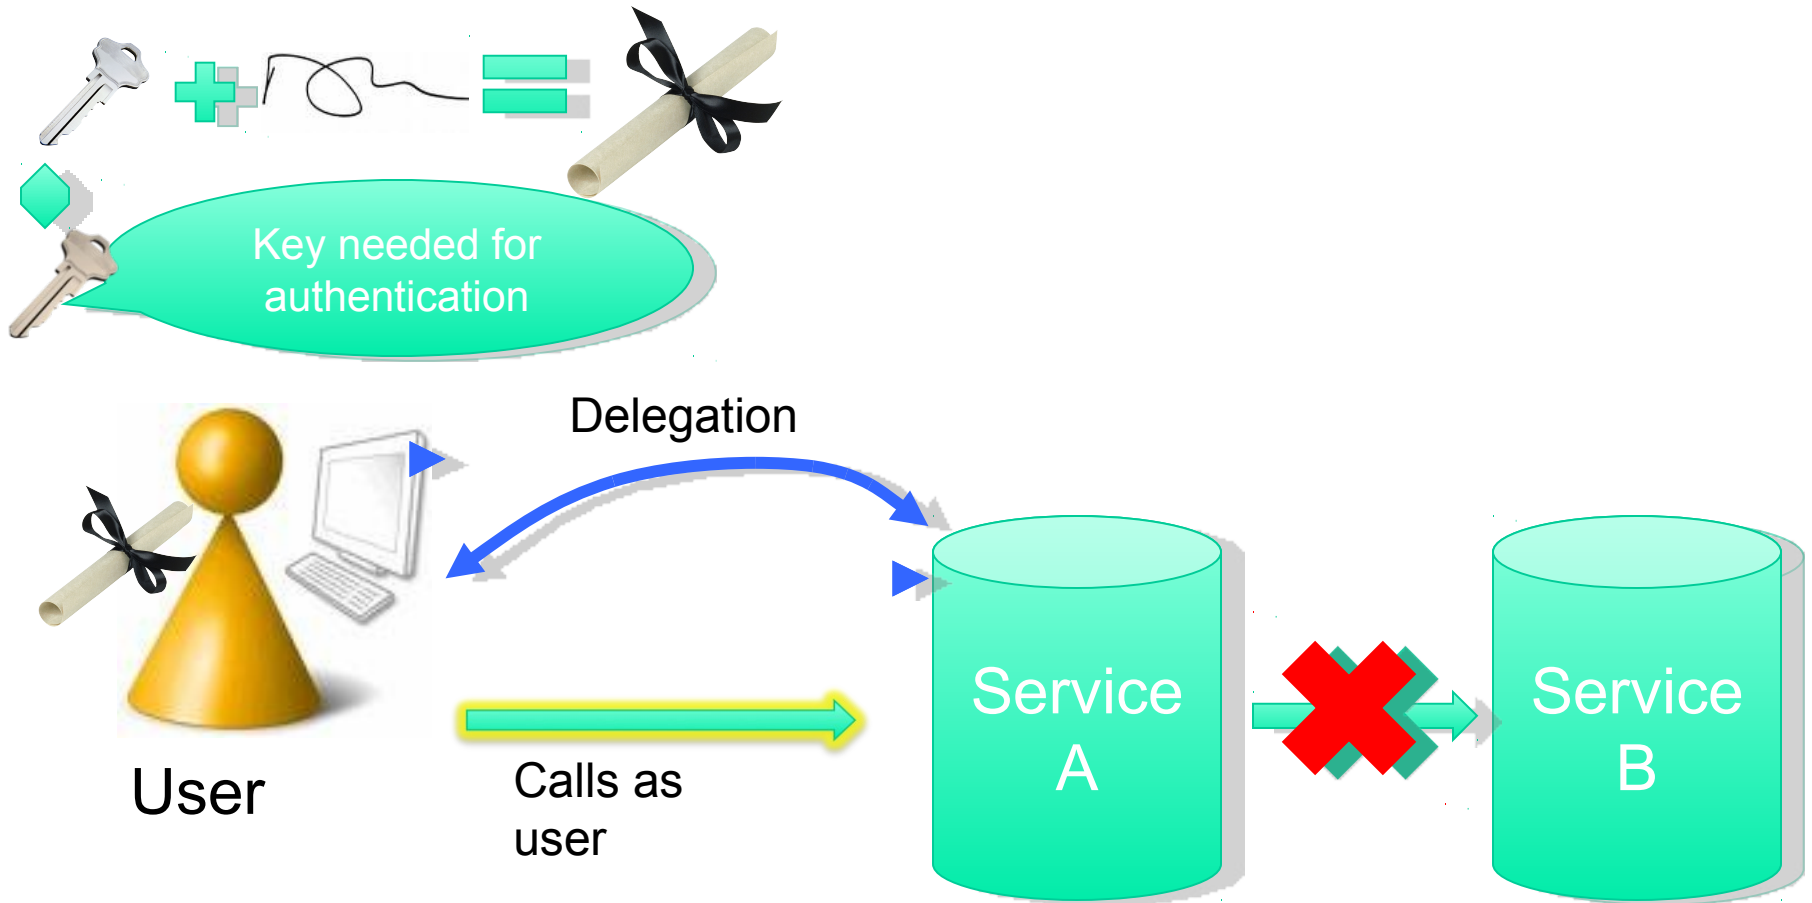 Key needed for
authentication
Delegation
Service
A
Service
B
User
Calls as
user